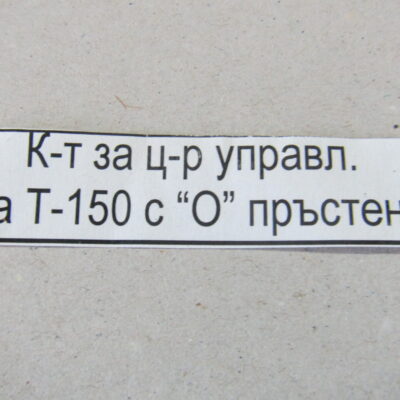 К-т за ц-р управл.
а Т-150 с “О” пръстен